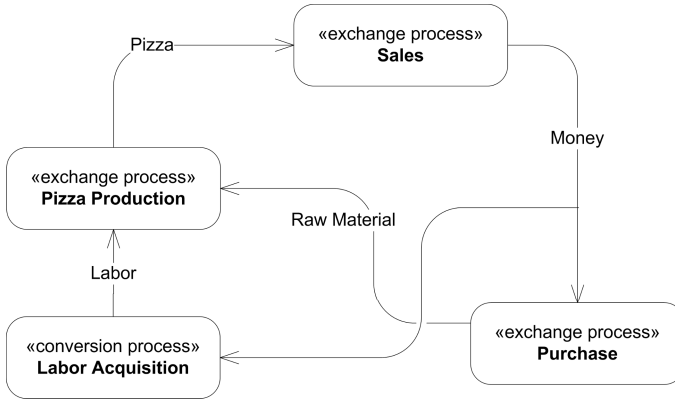 Pizza
«exchange process»
Sales
Money
«exchange process»
Pizza Production
Raw Material
Labor
«conversion process»
Labor Acquisition
«exchange process»
Purchase